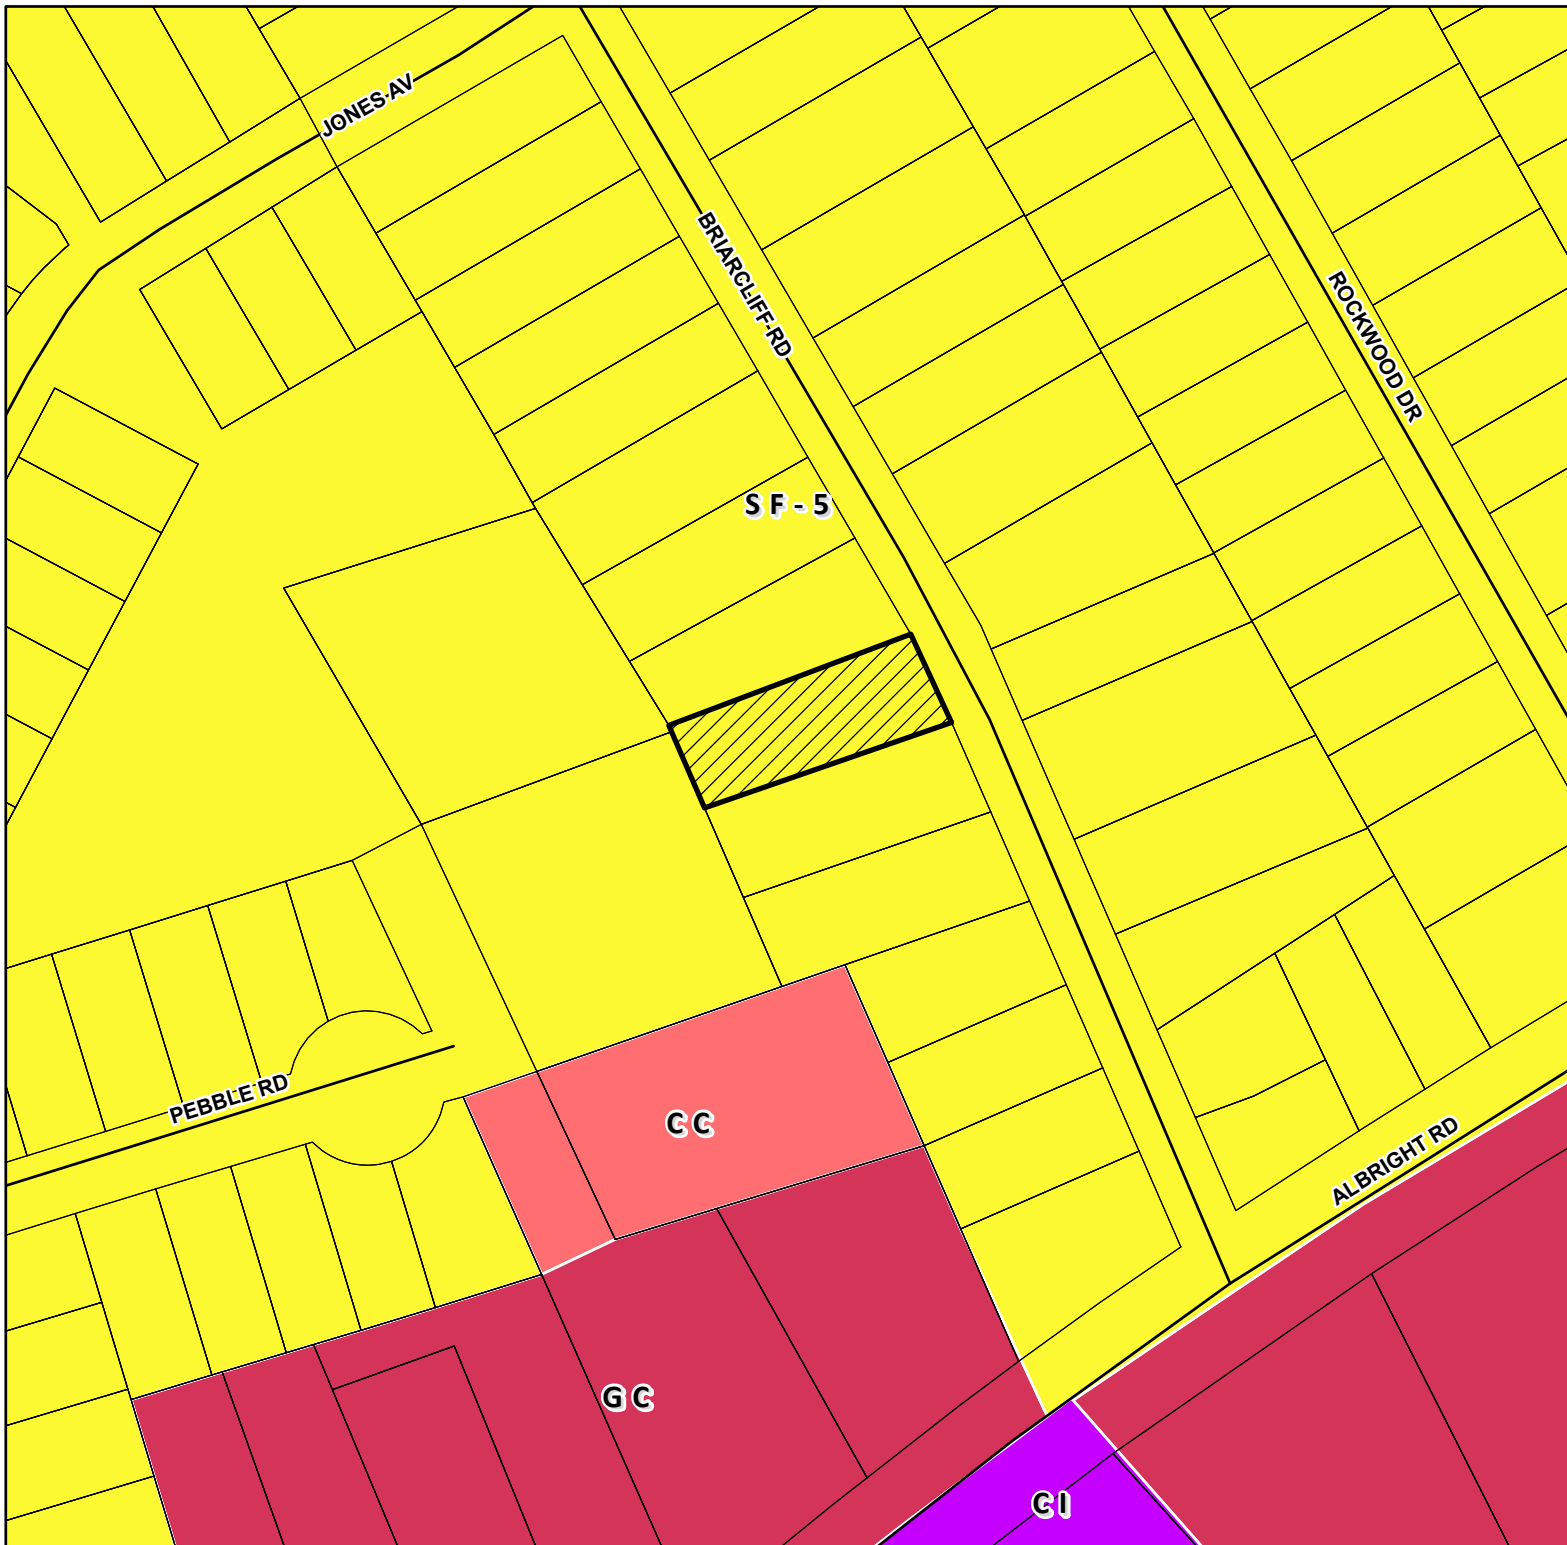 JONES AV
BRIARCLIFF RD
ROCKWOOD DR
SF-5
PEBBLE RD
CC
ALBRIGHT RD
GC
CI